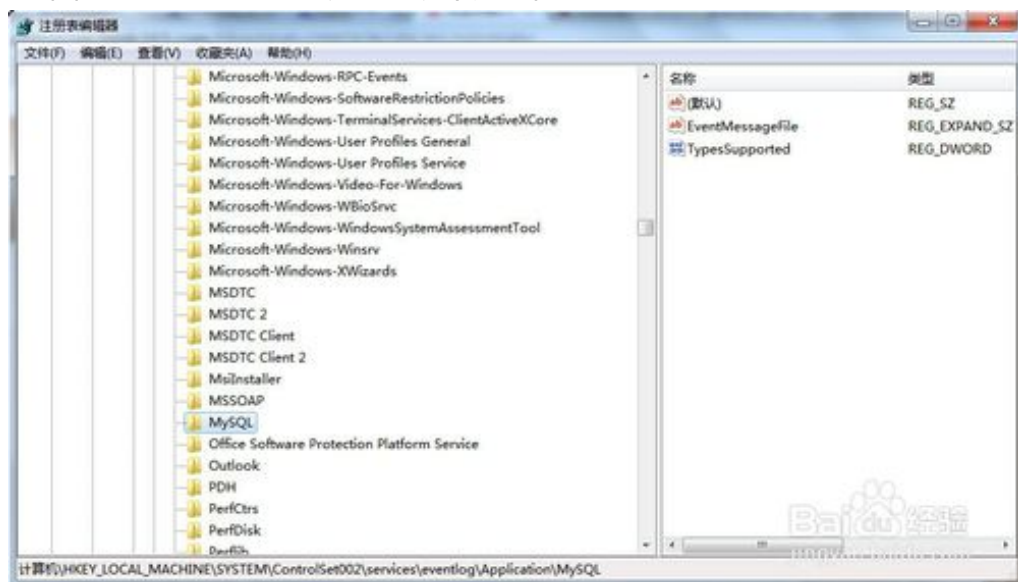 注册表编辑器
文件(F) 编辑(E) 查看(V) 收藏夹(A) 帮助(H)
Microsoft-Windows-RPC-Events
Microsoft-Windows-SoftwareRestrictionPolicies
Microsoft-Windows-TerminalServices-ClientActiveXCore
Microsoft-Windows-User Profiles General
Microsoft-Windows-User Profiles Service
Microsoft-Windows-Video-For-Windows
Microsoft-Windows-WBioSrvc
Microsoft-Windows-WindowsSystemAssessmentTool
Microsoft-Windows-Winsrv
Microsoft-Windows-XWizards
MSDTC
MSDTC 2
MSDTC Client
MSDTC Client 2
MsiInstaller
MSSOAP
MySQL
Office Software Protection Platform Service
Outlook
PDH
PerfCtrs
PerfDisk
Perflib
名称 类型
(默认) REG_SZ
EventMessageFile REG_EXPAND_SZ
TypesSupported REG_DWORD
Baidu 经验
计算机\HKEY_LOCAL_MACHINE\SYSTEM\ControlSet002\services\eventlog\Application\MySQL